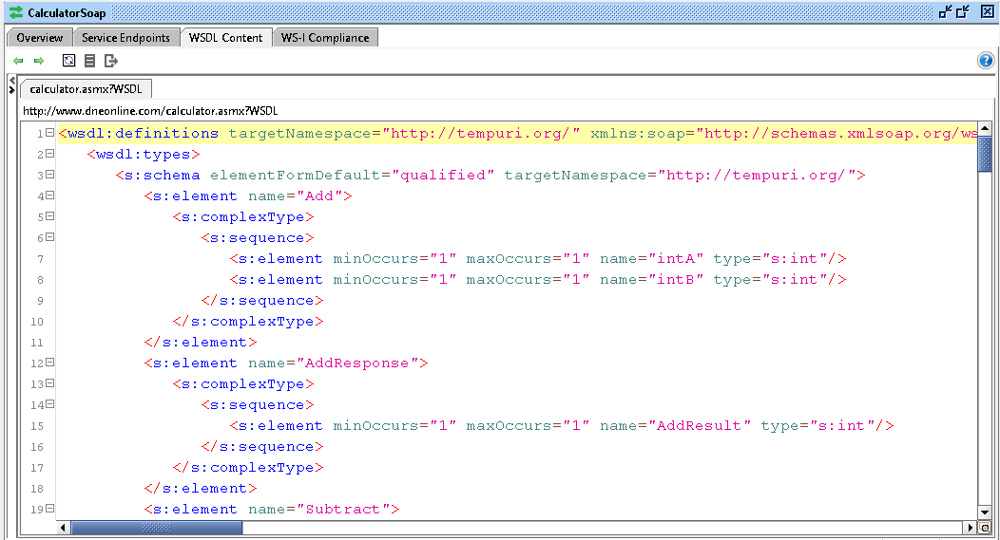 CalculatorSoap
Overview Service Endpoints WSDL Content WS-I Compliance
calculator.asmx?WSDL
http://www.dneonline.com/calculator.asmx?WSDL
1 <wsdl:definitions targetNamespace="http://tempuri.org/" xmlns:soap="http://schemas.xmlsoap.org/ws
2 <wsdl:types>
3 <s:schema elementFormDefault="qualified" targetNamespace="http://tempuri.org/">
4 <s:element name="Add">
5 <s:complexType>
6 <s:sequence>
7 <s:element minOccurs="1" maxOccurs="1" name="intA" type="s:int"/>
8 <s:element minOccurs="1" maxOccurs="1" name="intB" type="s:int"/>
9 </s:sequence>
10 </s:complexType>
11 </s:element>
12 <s:element name="AddResponse">
13 <s:complexType>
14 <s:sequence>
15 <s:element minOccurs="1" maxOccurs="1" name="AddResult" type="s:int"/>
16 </s:sequence>
17 </s:complexType>
18 </s:element>
19 <s:element name="Subtract">